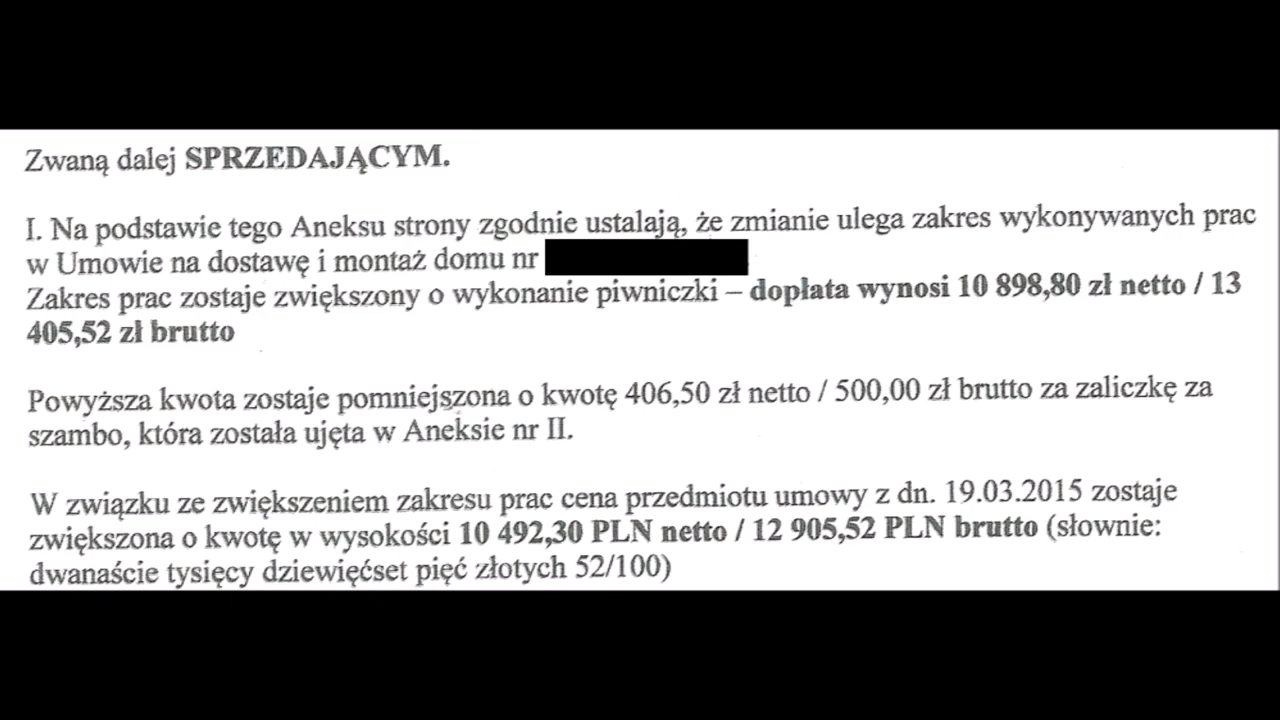 Zwaną dalej SPRZEDAJĄCYM.
I. Na podstawie tego Aneksu strony zgodnie ustalają, że zmianie ulega zakres wykonywanych prac
w Umowie na dostawę i montaż domu nr
Zakres prac zostaje zwiększony o wykonanie piwniczki – dopłata wynosi 10 898,80 zł netto / 13
405,52 zł brutto
Powyższa kwota zostaje pomniejszona o kwotę 406,50 zł netto / 500,00 zł brutto za zaliczkę za
szambo, która została ujęta w Aneksie nr II.
W związku ze zwiększeniem zakresu prac cena przedmiotu umowy z dn. 19.03.2015 zostaje
zwiększona o kwotę w wysokości 10 492,30 PLN netto / 12 905,52 PLN brutto (słownie:
dwanaście tysięcy dziewięćset pięć złotych 52/100)